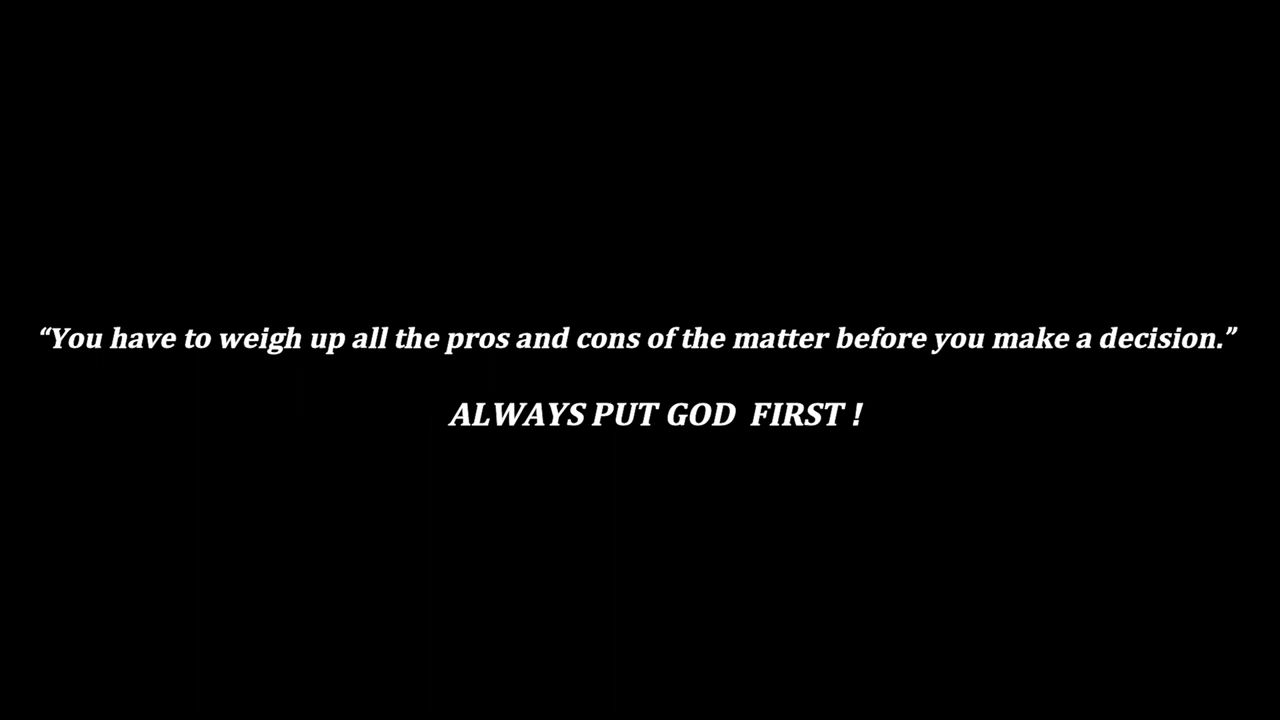 “You have to weigh up all the pros and cons of the matter before you make a decision.”
ALWAYS PUT GOD  FIRST !